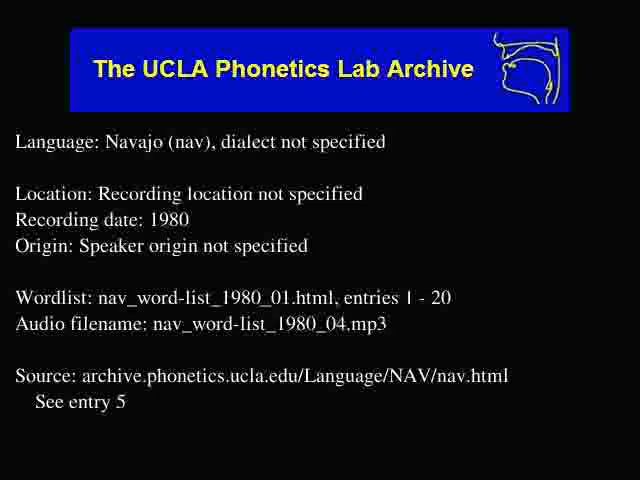 The UCLA Phonetics Lab Archive
Language: Navajo (nav), dialect not specified
Location: Recording location not specified
Recording date: 1980
Origin: Speaker origin not specified
Wordlist: nav_word-list_1980_01.html, entries 1 - 20
Audio filename: nav_word-list_1980_04.mp3
Source: archive.phonetics.ucla.edu/Language/NAV/nav.html
See entry 5